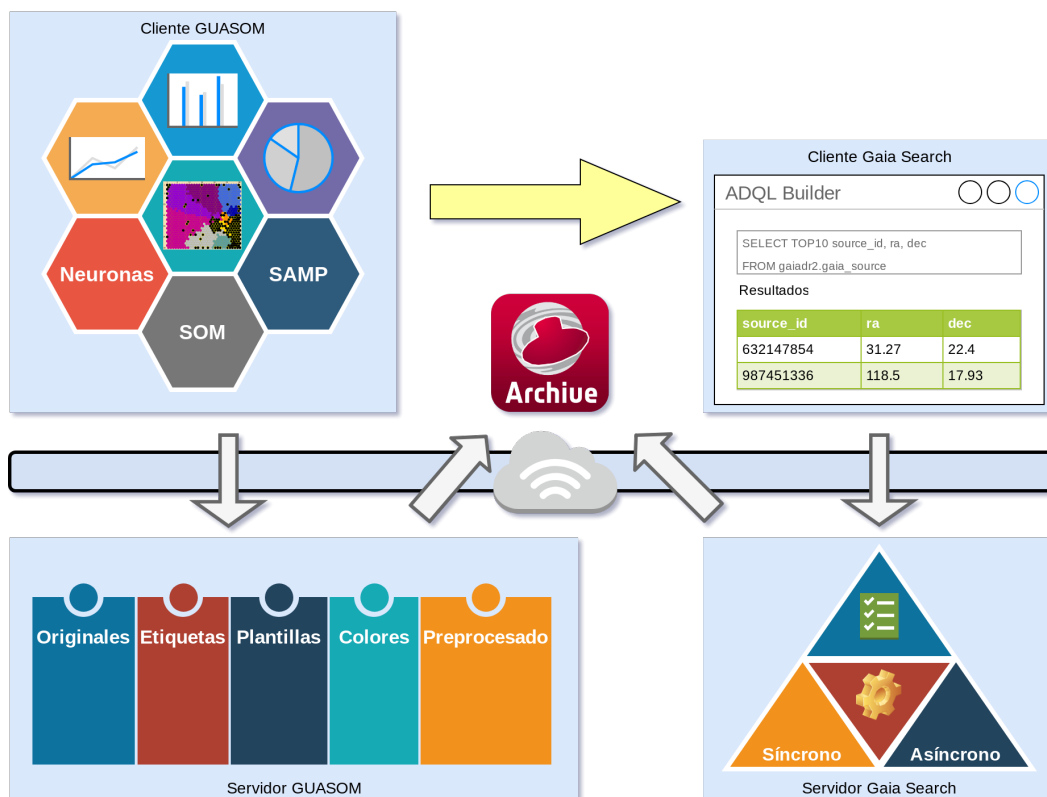 Cliente GUASOM
Neuronas
SAMP
SOM
Cliente Gaia Search
ADQL Builder
SELECT TOP10 source_id, ra, dec
FROM gaiadr2.gaia_source
Resultados
source_id ra dec
632147854 31.27 22.4
987451336 118.5 17.93
Archive
Originales Etiquetas Plantillas Colores Preprocesado
Servidor GUASOM
Síncrono Asíncrono
Servidor Gaia Search